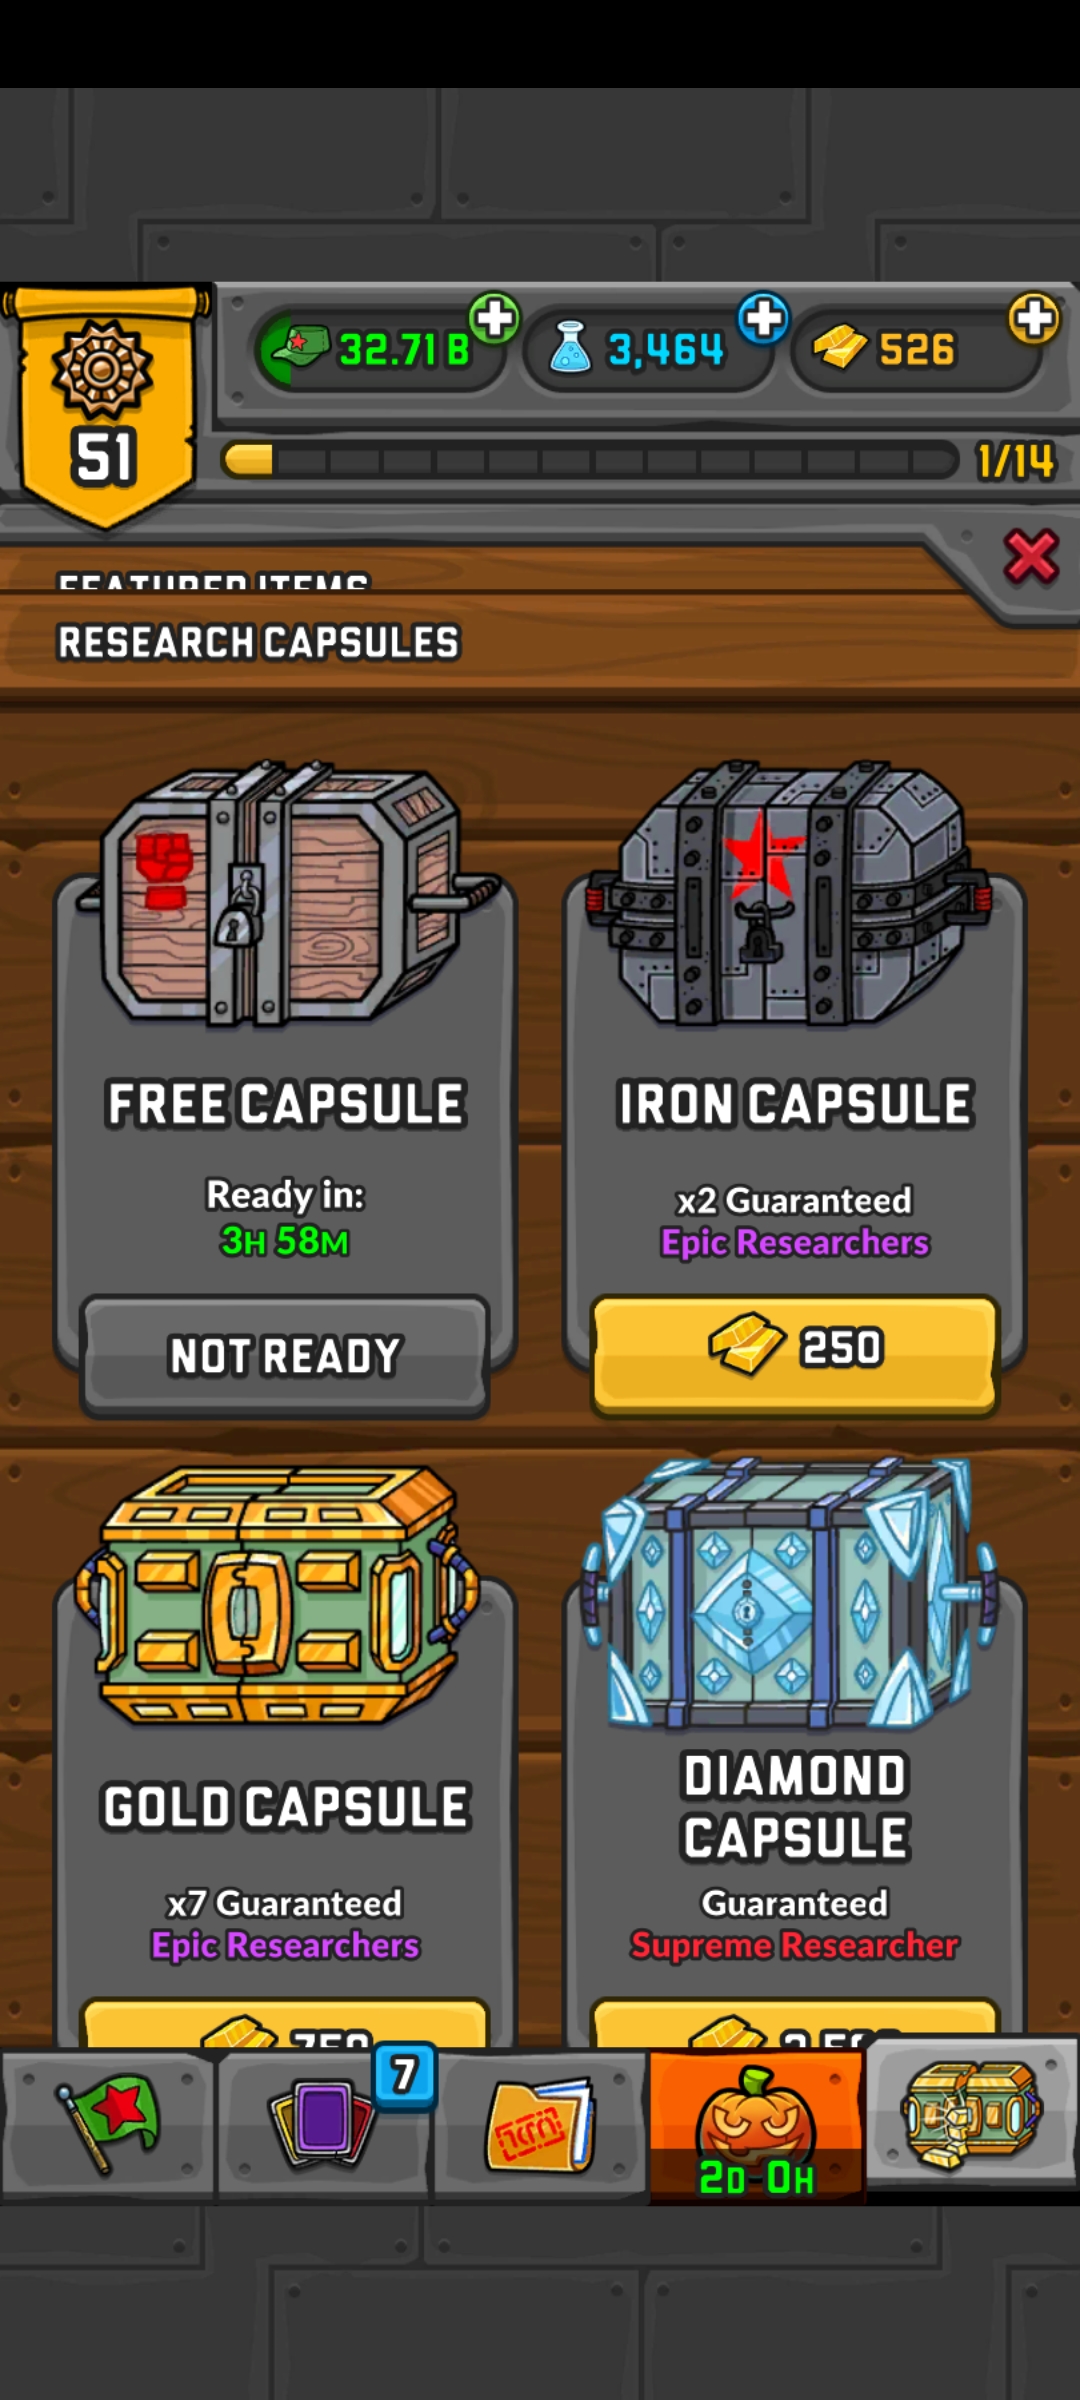 32.71 B
3,464
526
51
1/14
FEATURED ITEMS
RESEARCH CAPSULES
FREE CAPSULE
Ready in:
3H 58M
NOT READY
IRON CAPSULE
x2 Guaranteed
Epic Researchers
250
GOLD CAPSULE
x7 Guaranteed
Epic Researchers
750
DIAMOND
CAPSULE
Guaranteed
Supreme Researcher
7
2D 0H